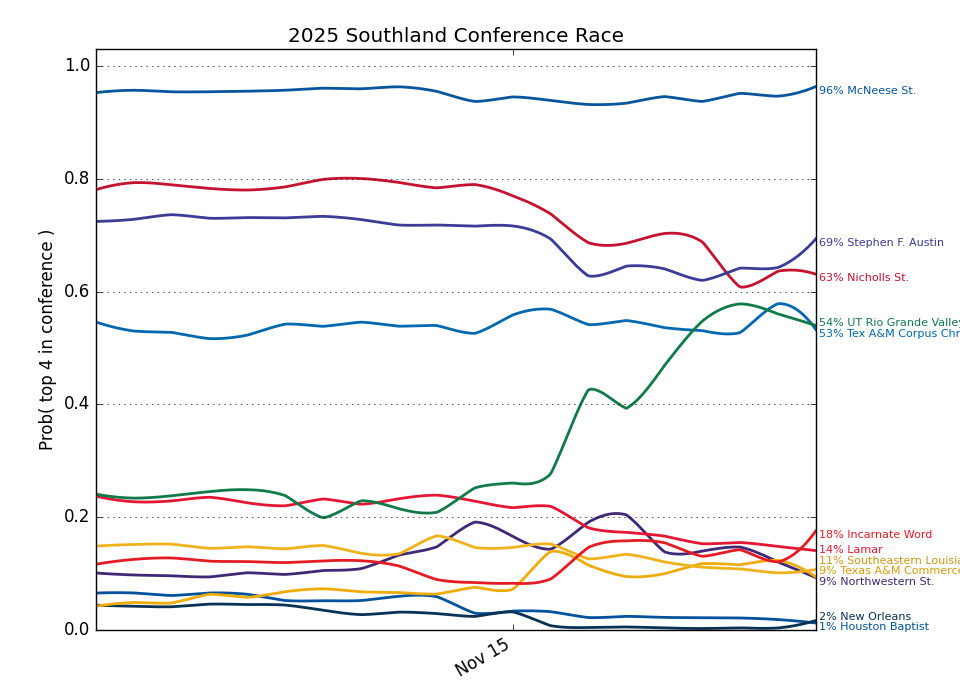 2025 Southland Conference Race
1.0
0.8
0.6
0.4
0.2
0.0
Prob( top 4 in conference )
Nov 15
96% McNeese St.
69% Stephen F. Austin
63% Nicholls St.
54% UT Rio Grande Valley
53% Tex A&M Corpus Chr
18% Incarnate Word
14% Lamar
11% Southeastern Louisia
9% Texas A&M Commerce
9% Northwestern St.
2% New Orleans
1% Houston Baptist